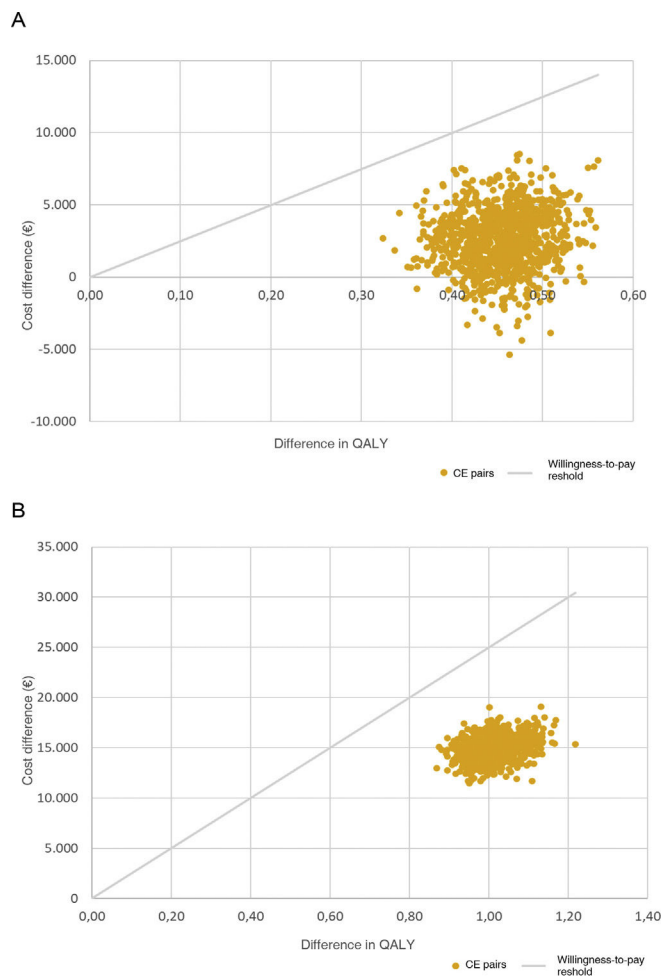 A
15.000
10.000
5.000
0
-5.000
-10.000
Cost difference (€)
0,00
0,10
0,20
0,30
0,40
0,50
0,60
Difference in QALY
CE pairs
Willingness-to-pay
reshold
B
35.000
30.000
25.000
20.000
15.000
10.000
5.000
0
Cost difference (€)
0,00
0,20
0,40
0,60
0,80
1,00
1,20
1,40
Difference in QALY
CE pairs
Willingness-to-pay
reshold